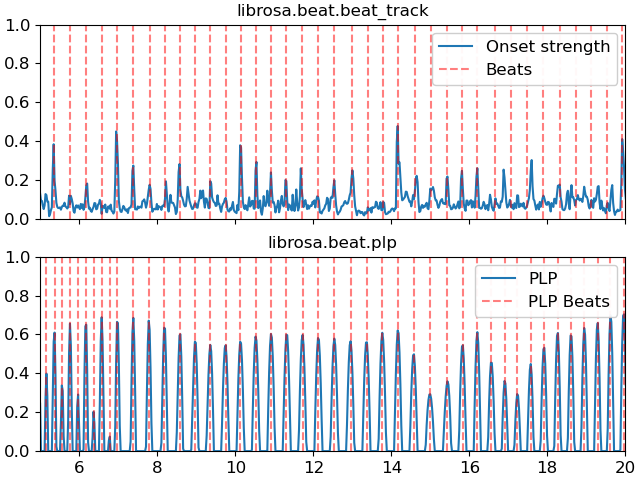 librosa.beat.beat_track
1.0
0.8
0.6
0.4
0.2
0.0
Onset strength
Beats
librosa.beat.plp
1.0
0.8
0.6
0.4
0.2
0.0
PLP
PLP Beats
6 8 10 12 14 16 18 20